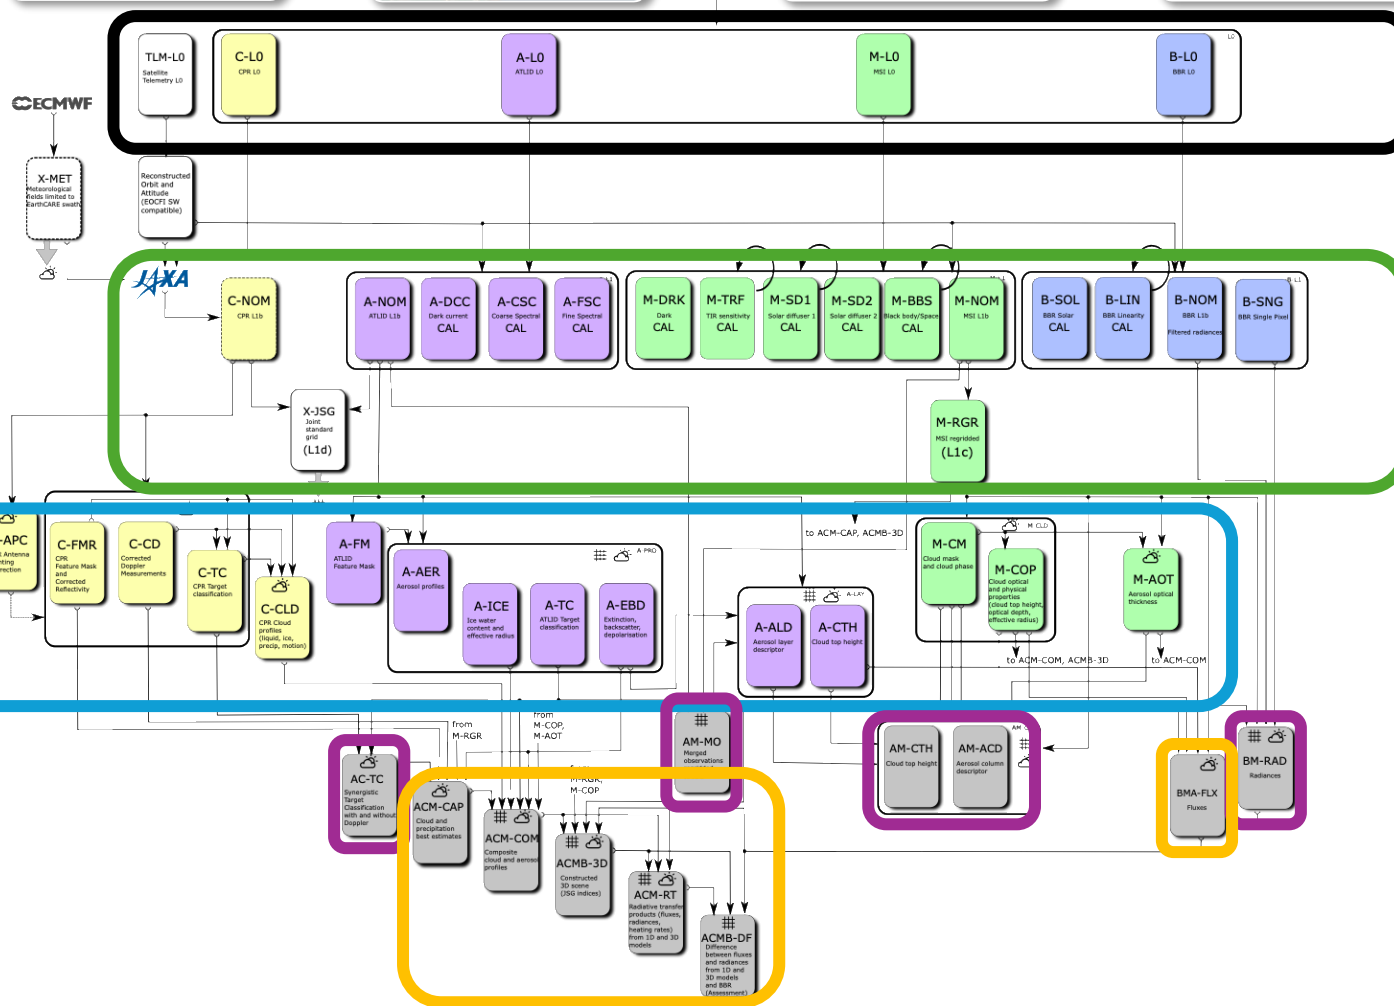 L0
TLM-L0
Satellite
Telemetry L0
C-L0
CPR L0
A-L0
ATLID L0
M-L0
MSI L0
B-L0
BBR L0
ECMWF
X-MET
Meteorological
fields limited to
EarthCARE swath
Reconstructed
Orbit and
Attitude
(EOCFI SW
compatible)
JAXA
C-NOM
CPR L1b
A-NOM
ATLID L1b
A-DCC
Dark current
CAL
A-CSC
Coarse Spectral
CAL
A-FSC
Fine Spectral
CAL
M-DRK
Dark
CAL
M-TRF
TIR sensitivity
CAL
M-SD1
Solar diffuser 1
CAL
M-SD2
Solar diffuser 2
CAL
M-BBS
Black body/Space
CAL
M-NOM
MSI L1b
B L1
B-SOL
BBR Solar
CAL
B-LIN
BBR Linearity
CAL
B-NOM
BBR L1b
Filtered radiances
B-SNG
BBR Single Pixel
X-JSG
Joint
standard
grid
(L1d)
M-RGR
MSI regridded
(L1c)
-APC
Antenna
nting
rection
C-FMR
CPR
Feature Mask
and
Corrected
Reflectivity
C-CD
Corrected
Doppler
Measurements
C-TC
CPR Target
classification
C-CLD
CPR Cloud
profiles
(liquid, ice,
precip, motion)
A-FM
ATLID
Feature Mask
A PRO
A-AER
Aerosol profiles
A-ICE
Ice water
content and
effective radius
A-TC
ATLID Target
classification
A-EBD
Extinction,
backscatter,
depolarisation
to ACM-CAP, ACMB-3D
A-LAY
A-ALD
Aerosol layer
descriptor
A-CTH
Cloud top height
M CLD
M-CM
Cloud mask
and cloud phase
M-COP
Cloud optical
and physical
properties
(cloud top height,
optical depth,
effective radius)
M-AOT
Aerosol optical
thickness
to ACM-COM, ACMB-3D
to ACM-COM
from
M-RGR
from
M-COP,
M-AOT
M-RGR,
M-COP
AM-MO
Merged
observations
AM-CTH
Cloud top height
AM-ACD
Aerosol column
descriptor
BM-RAD
Radiances
BMA-FLX
Fluxes
AC-TC
Synergistic
Target
Classification
with and without
Doppler
ACM-CAP
Cloud and
precipitation
best estimates
ACM-COM
Composite
cloud and aerosol
profiles
ACMB-3D
Constructed
3D scene
(JSG indices)
ACM-RT
Radiative transfer
products (fluxes,
radiances,
heating rates)
from 1D and 3D
models
ACMB-DF
Difference
between fluxes
and radiances
from 1D and
3D models
and BBR
(Assessment)